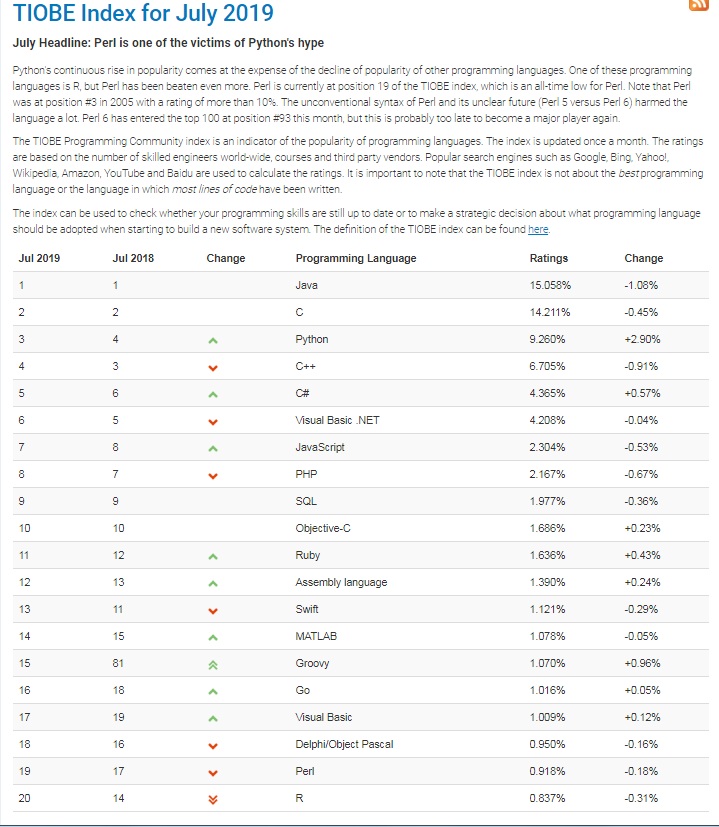 TIOBE Index for July 2019
July Headline: Perl is one of the victims of Python's hype
Python's continuous rise in popularity comes at the expense of the decline of popularity of other programming languages. One of these programming
languages is R, but Perl has been beaten even more. Perl is currently at position 19 of the TIOBE index, which is an all-time low for Perl. Note that Perl
was at position #3 in 2005 with a rating of more than 10%. The unconventional syntax of Perl and its unclear future (Perl 5 versus Perl 6) harmed the
language a lot. Perl 6 has entered the top 100 at position #93 this month, but this is probably too late to become a major player again.
The TIOBE Programming Community index is an indicator of the popularity of programming languages. The index is updated once a month. The ratings
are based on the number of skilled engineers world-wide, courses and third party vendors. Popular search engines such as Google, Bing, Yahoo!,
Wikipedia, Amazon, YouTube and Baidu are used to calculate the ratings. It is important to note that the TIOBE index is not about the best programming
language or the language in which most lines of code have been written.
The index can be used to check whether your programming skills are still up to date or to make a strategic decision about what programming language
should be adopted when starting to build a new software system. The definition of the TIOBE index can be found here.
Jul 2019 Jul 2018 Change Programming Language Ratings Change
1 1 Java 15.058% -1.08%
2 2 C 14.211% -0.45%
3 4 Python 9.260% +2.90%
4 3 C++ 6.705% -0.91%
5 6 C# 4.365% +0.57%
6 5 Visual Basic .NET 4.208% -0.04%
7 8 JavaScript 2.304% -0.53%
8 7 PHP 2.167% -0.67%
9 9 SQL 1.977% -0.36%
10 10 Objective-C 1.686% +0.23%
11 12 Ruby 1.636% +0.43%
12 13 Assembly language 1.390% +0.24%
13 11 Swift 1.121% -0.29%
14 15 MATLAB 1.078% -0.05%
15 81 Groovy 1.070% +0.96%
16 18 Go 1.016% +0.05%
17 19 Visual Basic 1.009% +0.12%
18 16 Delphi/Object Pascal 0.950% -0.16%
19 17 Perl 0.918% -0.18%
20 14 R 0.837% -0.31%